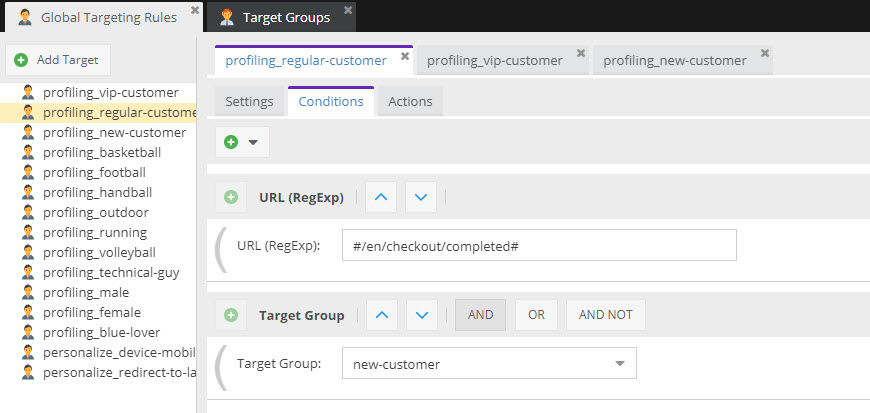 Global Targeting Rules
Target Groups
Add Target
profiling_vip-customer
profiling_regular-custome
profiling_new-customer
profiling_basketball
profiling_football
profiling_handball
profiling_outdoor
profiling_running
profiling_volleyball
profiling_technical-guy
profiling_male
profiling_female
profiling_blue-lover
personalize_device-mobil
personalize_redirect-to-la
profiling_regular-customer
profiling_vip-customer
profiling_new-customer
Settings
Conditions
Actions
URL (RegExp)
URL (RegExp): #/en/checkout/completed#
Target Group AND OR AND NOT
Target Group: new-customer